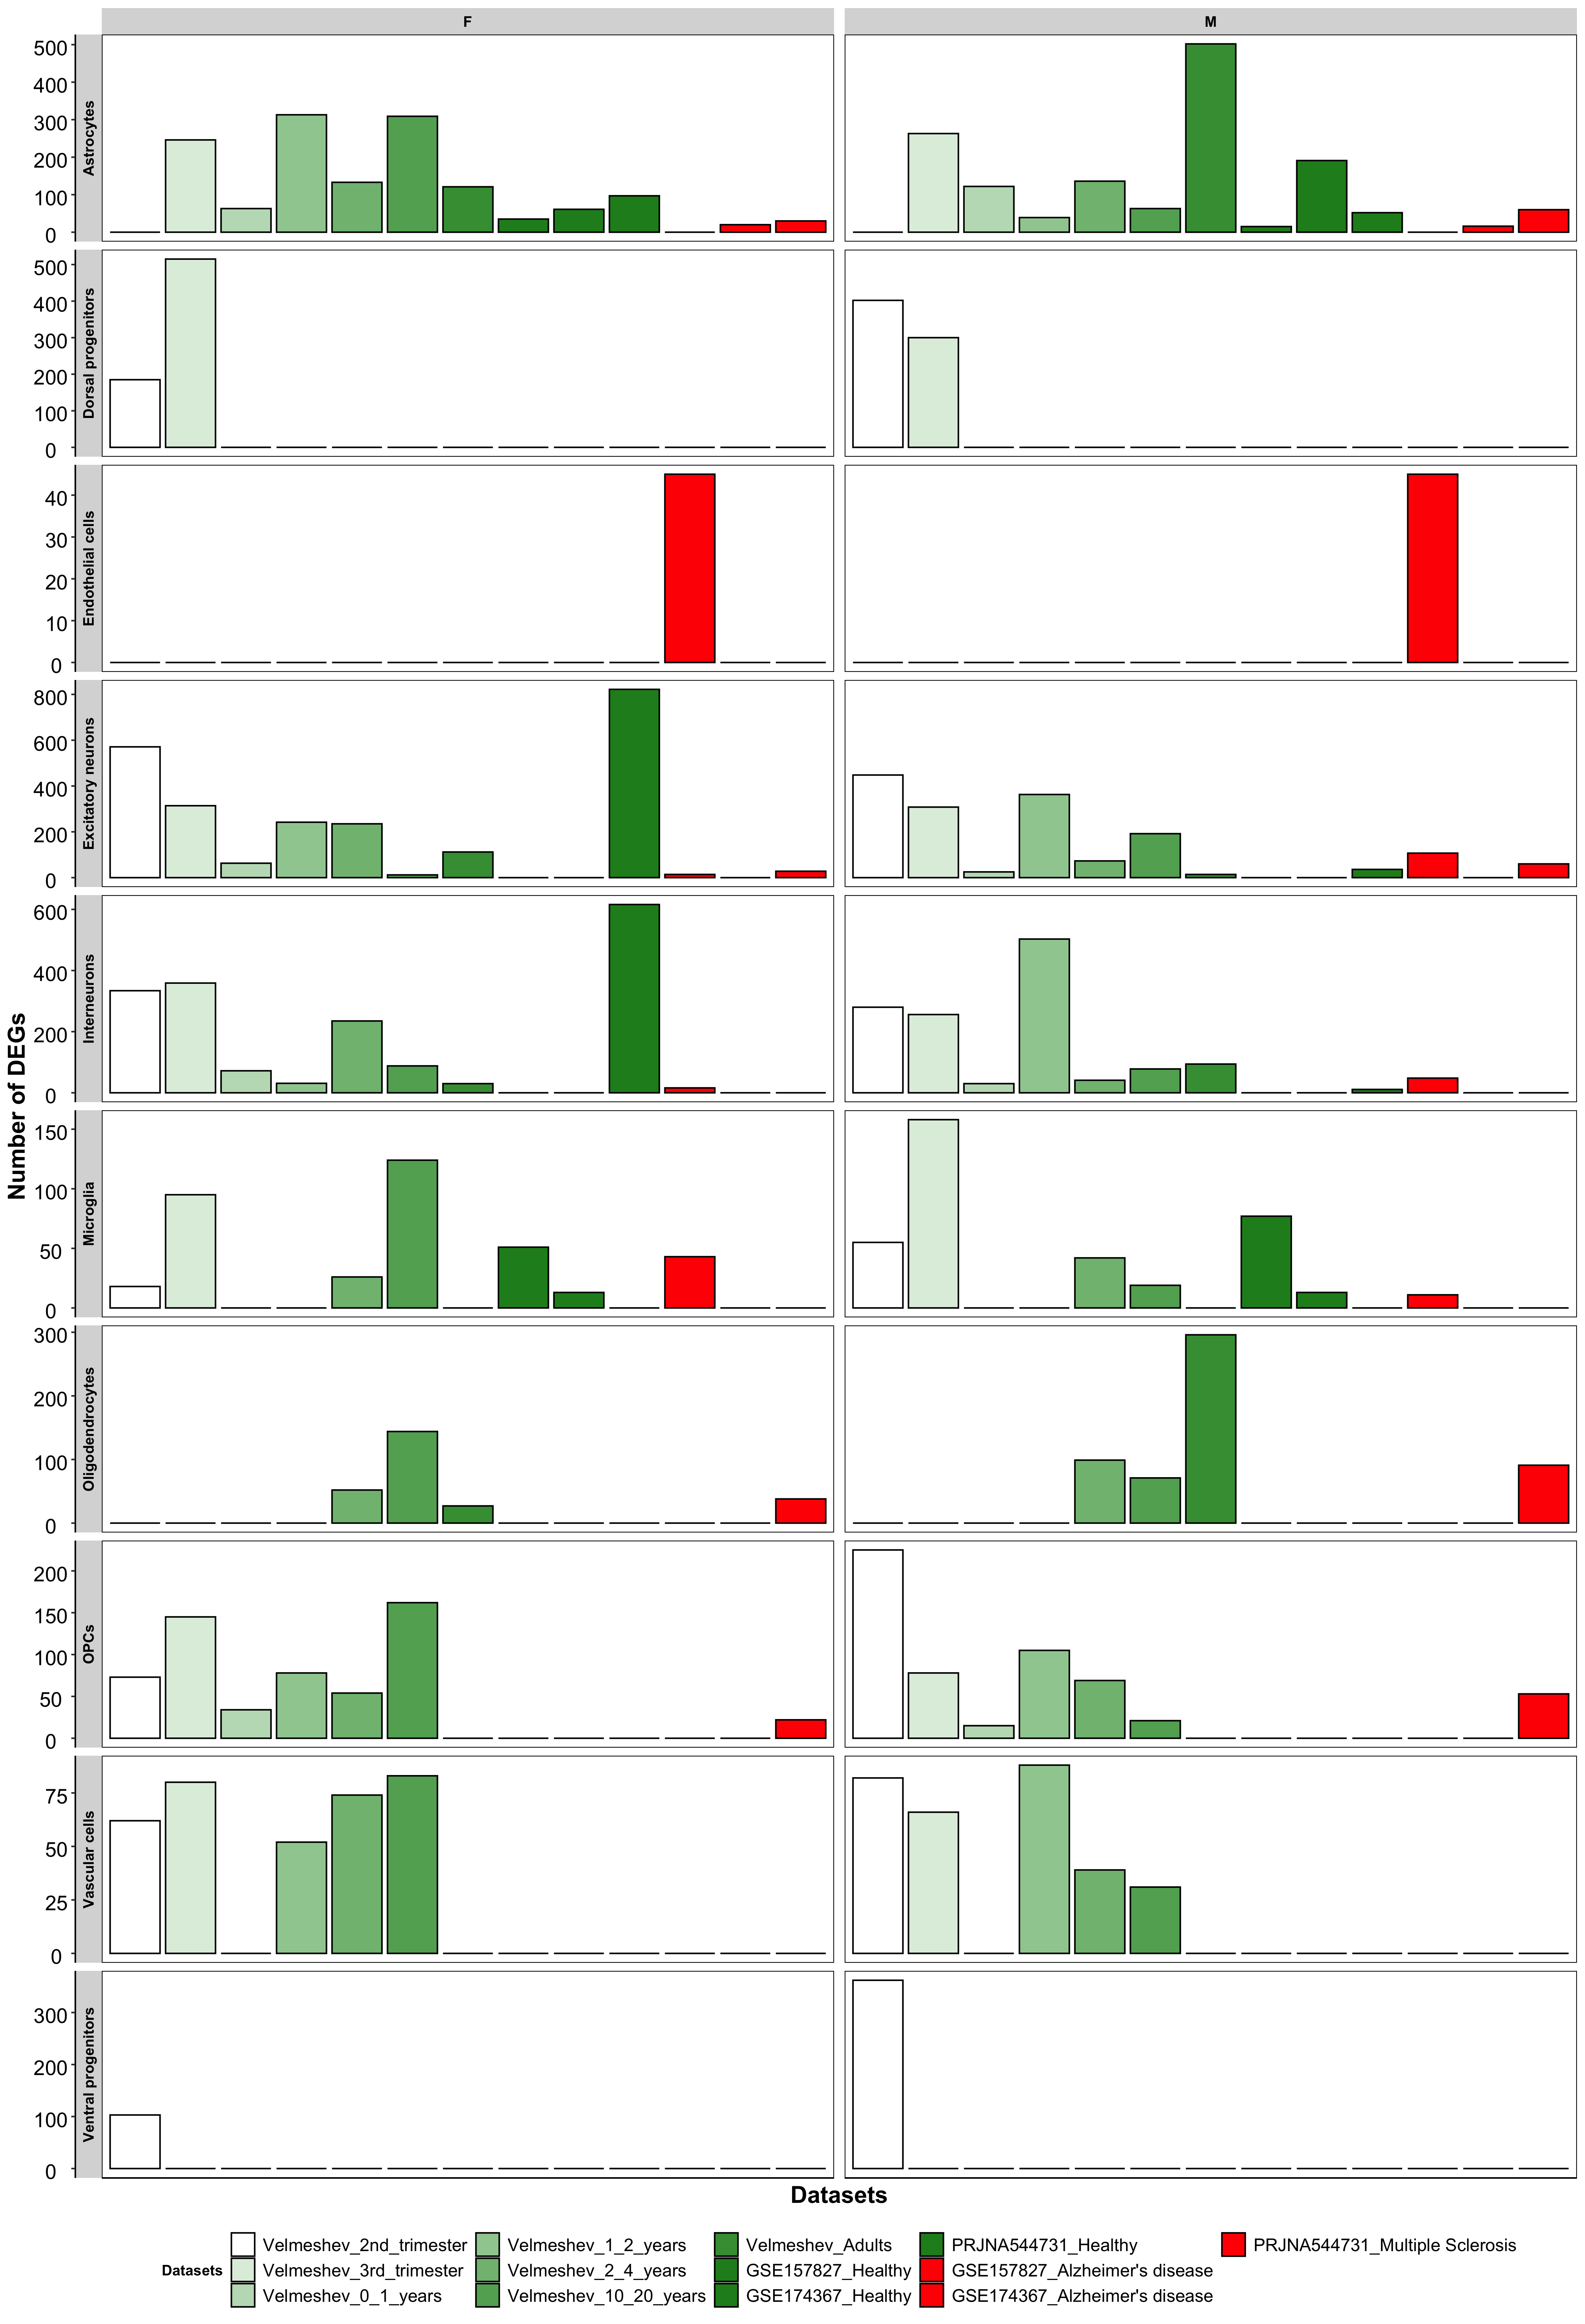 F M
Number of DEGs
Astrocytes
500
400
300
200
100
0
Dorsal progenitors
500
400
300
200
100
0
Endothelial cells
40
30
20
10
0
Excitatory neurons
800
600
400
200
0
Interneurons
600
400
200
0
Microglia
150
100
50
0
Oligodendrocytes
300
200
100
0
OPCs
200
150
100
50
0
Vascular cells
75
50
25
0
Ventral progenitors
300
200
100
0
Datasets
Datasets
Velmeshev_2nd_trimester Velmeshev_1_2_years Velmeshev_Adults PRJNA544731_Healthy PRJNA544731_Multiple Sclerosis
Velmeshev_3rd_trimester Velmeshev_2_4_years GSE157827_Healthy GSE157827_Alzheimer's disease
Velmeshev_0_1_years Velmeshev_10_20_years GSE174367_Healthy GSE174367_Alzheimer's disease